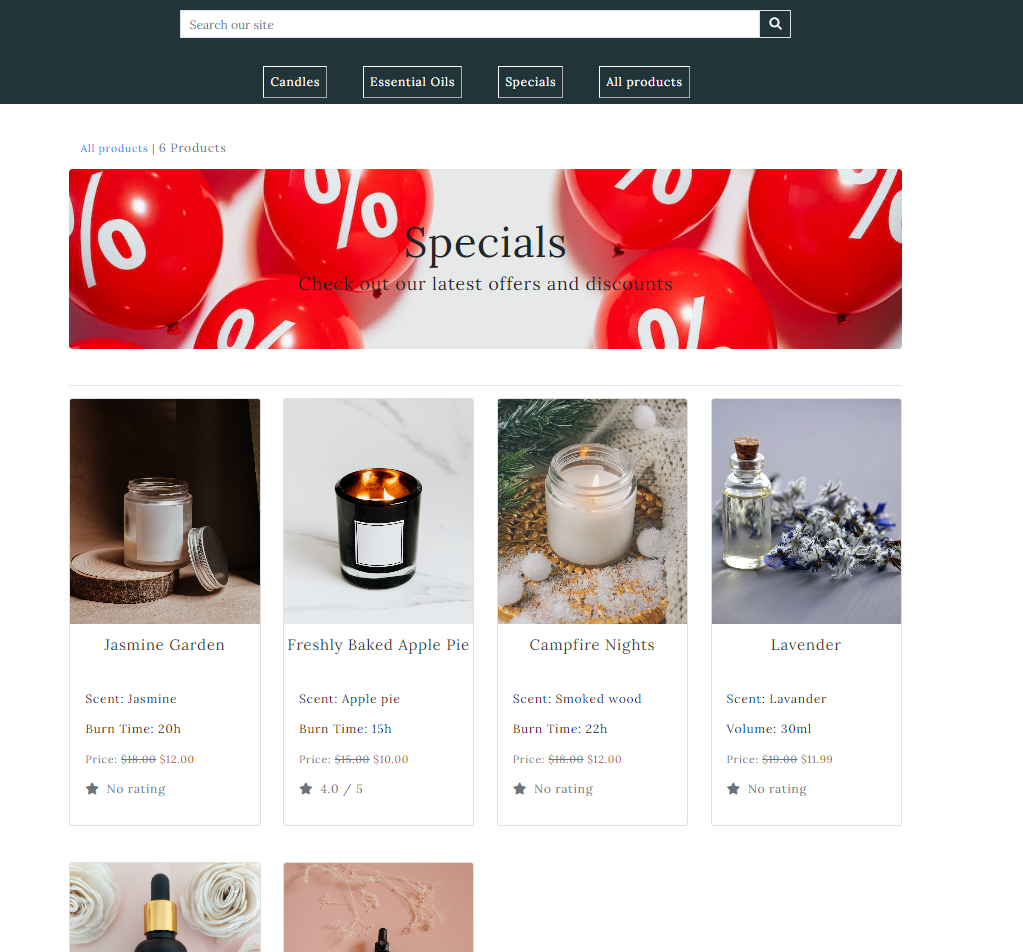 Search our site
Candles
Essential Oils
Specials
All products
All products | 6 Products
% % % % % %
Specials
Check out our latest offers and discounts
Jasmine Garden
Scent: Jasmine
Burn Time: 20h
Price: $18.00 $12.00
No rating
Freshly Baked Apple Pie
Scent: Apple pie
Burn Time: 15h
Price: $15.00 $10.00
4.0 / 5
Campfire Nights
Scent: Smoked wood
Burn Time: 22h
Price: $18.00 $12.00
No rating
Lavender
Scent: Lavander
Volume: 30ml
Price: $19.00 $11.99
No rating